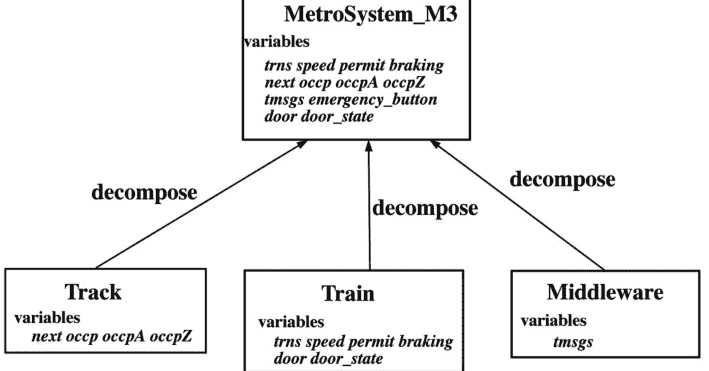 MetroSystem_M3
variables
trns speed permit braking
next occp occpA occpZ
tmsgs emergency_button
door door_state
decompose
decompose
decompose
Track
variables
next occp occpA occpZ
Train
variables
trns speed permit braking
door door_state
Middleware
variables
tmsgs